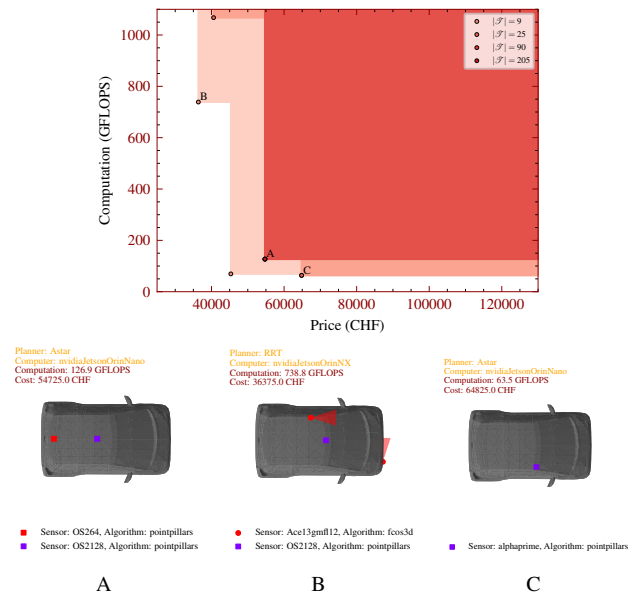 1000
800
600
400
200
0
Computation (GFLOPS)
|𝒯| = 9
|𝒯| = 25
|𝒯| = 90
|𝒯| = 205
B
A
C
40000 60000 80000 100000 120000
Price (CHF)
Planner: Astar
Computer: nvidiaJetsonOrinNano
Computation: 126.9 GFLOPS
Cost: 54725.0 CHF
Planner: RRT
Computer: nvidiaJetsonOrinNX
Computation: 738.8 GFLOPS
Cost: 36375.0 CHF
Planner: Astar
Computer: nvidiaJetsonOrinNano
Computation: 63.5 GFLOPS
Cost: 64825.0 CHF
Sensor: OS264, Algorithm: pointpillars
Sensor: OS2128, Algorithm: pointpillars
Sensor: Ace13gmfl12, Algorithm: fcos3d
Sensor: OS2128, Algorithm: pointpillars
Sensor: alphaprime, Algorithm: pointpillars
A
B
C